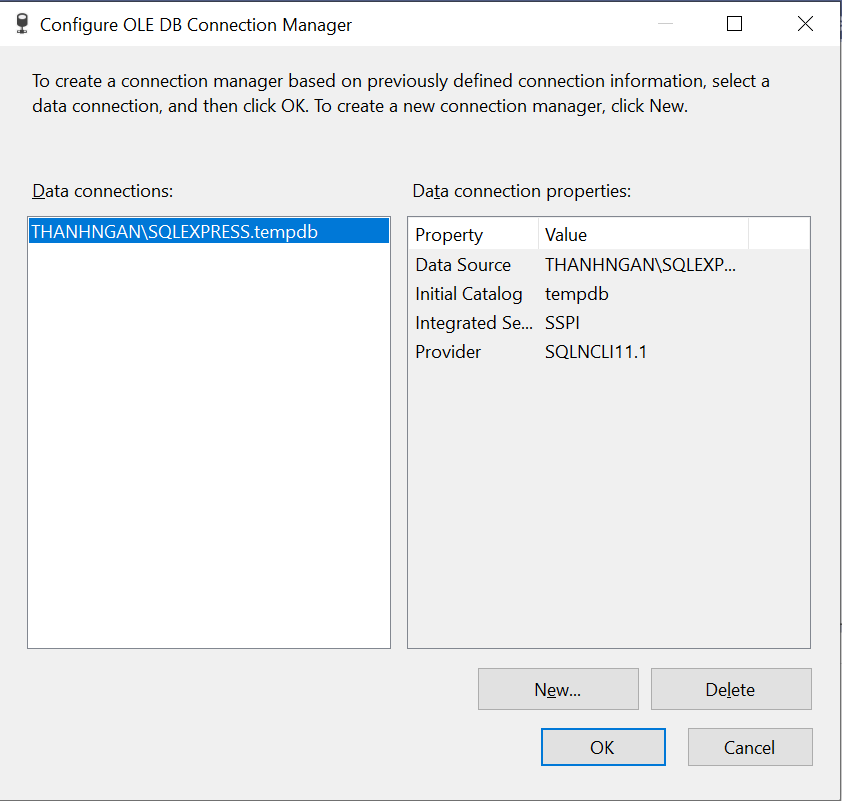 Configure OLE DB Connection Manager
To create a connection manager based on previously defined connection information, select a
data connection, and then click OK. To create a new connection manager, click New.
Data connections:
THANHNGAN\SQLEXPRESS.tempdb
Data connection properties:
Property Value
Data Source THANHNGAN\SQLEXP...
Initial Catalog tempdb
Integrated Se... SSPI
Provider SQLNCLI11.1
New... Delete
OK Cancel